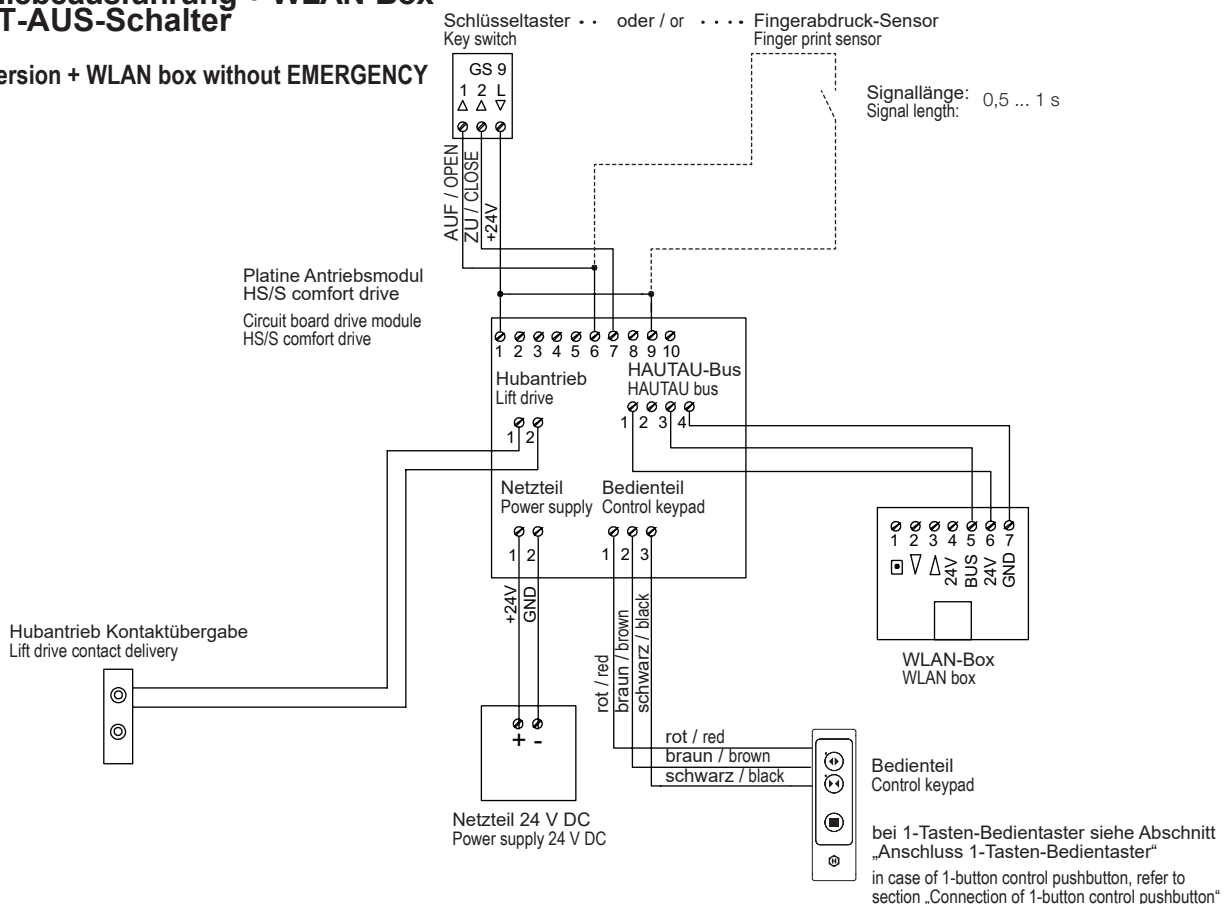 T-AUS-Schalter
ersion + WLAN box without EMERGENCY
Schlüsseltaster
Key switch
oder / or
Fingerabdruck-Sensor
Finger print sensor
GS 9
1 2 L
Signallänge:
Signal length:
0,5 ... 1 s
AUF / OPEN
ZU / CLOSE
+24V
Platine Antriebsmodul
HS/S comfort drive
Circuit board drive module
HS/S comfort drive
1 2 3 4 5 6 7 8 9 10
Hubantrieb
Lift drive
1 2
HAUTAU-Bus
HAUTAU bus
1 2 3 4
Netzteil
Power supply
1 2
Bedienteil
Control keypad
1 2 3
+24V
GND
rot / red
braun / brown
schwarz / black
1 2 3 4 5 6 7
24V
BUS
24V
GND
WLAN-Box
WLAN box
Hubantrieb Kontaktübergabe
Lift drive contact delivery
+ -
Netzteil 24 V DC
Power supply 24 V DC
rot / red
braun / brown
schwarz / black
H
Bedienteil
Control keypad
bei 1-Tasten-Bedientaster siehe Abschnitt
„Anschluss 1-Tasten-Bedientaster“
in case of 1-button control pushbutton, refer to
section „Connection of 1-button control pushbutton“